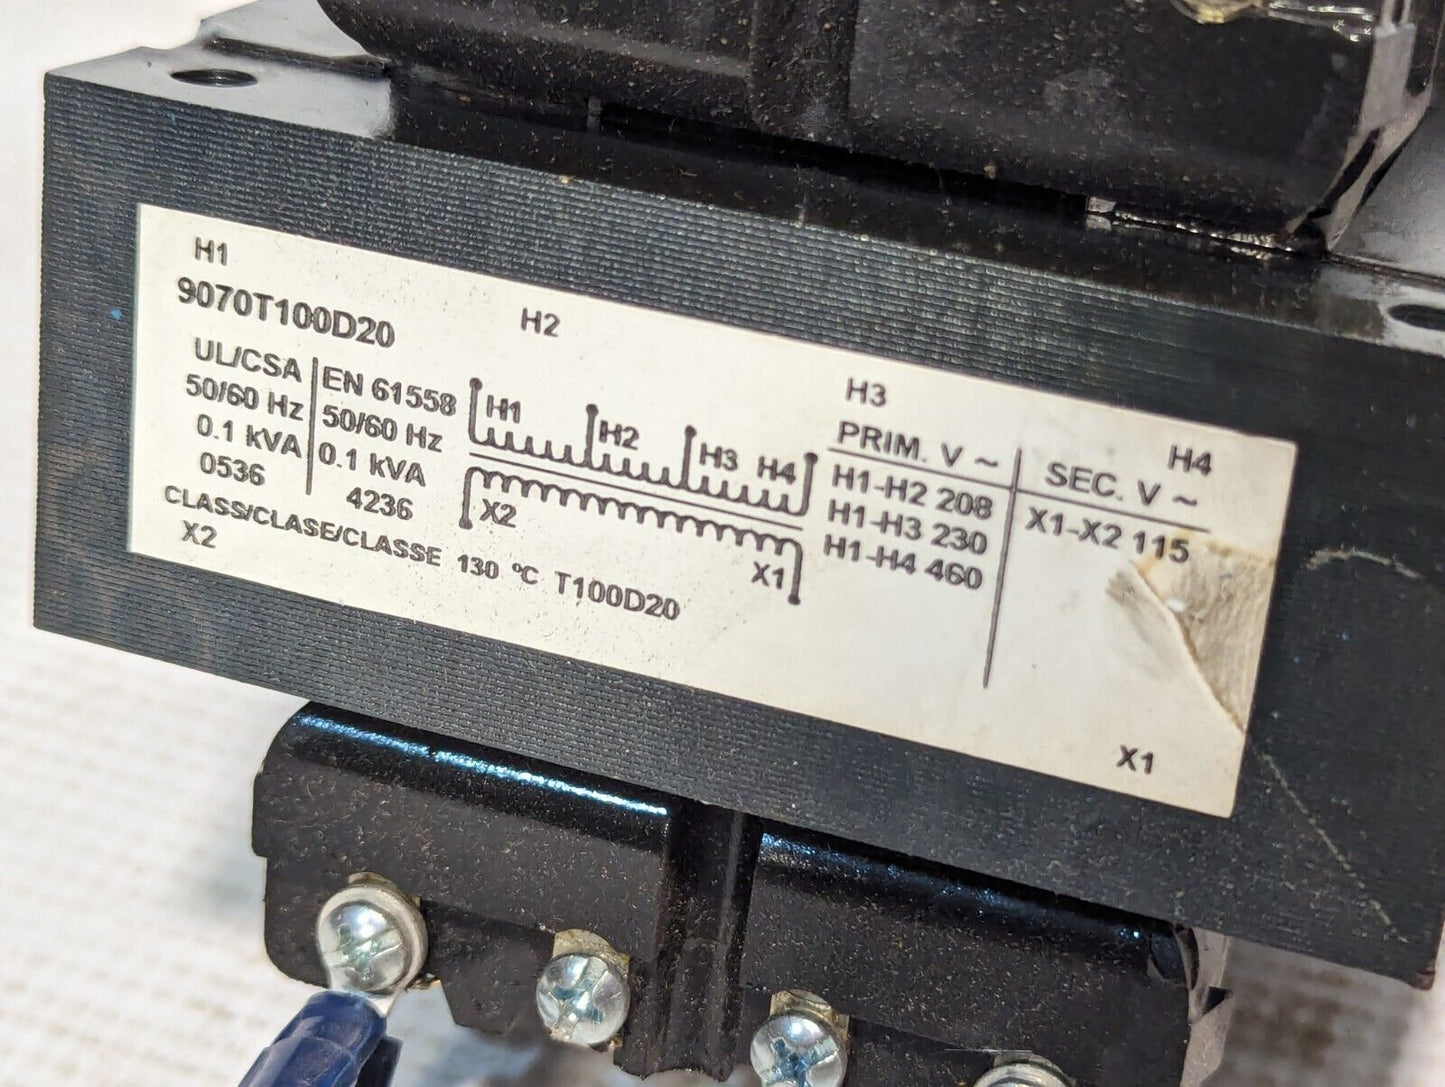 H1
9070T100D20
H2
H3
H4
UL/CSA
50/60 Hz
0.1 kVA
0536
EN 61558
50/60 Hz
0.1 kVA
4236
H1 H2 H3 H4
X2 X1
PRIM. V ~
H1-H2 208
H1-H3 230
H1-H4 460
SEC. V ~
X1-X2 115
CLASS/CLASE/CLASSE 130 °C T100D20
X2
X1